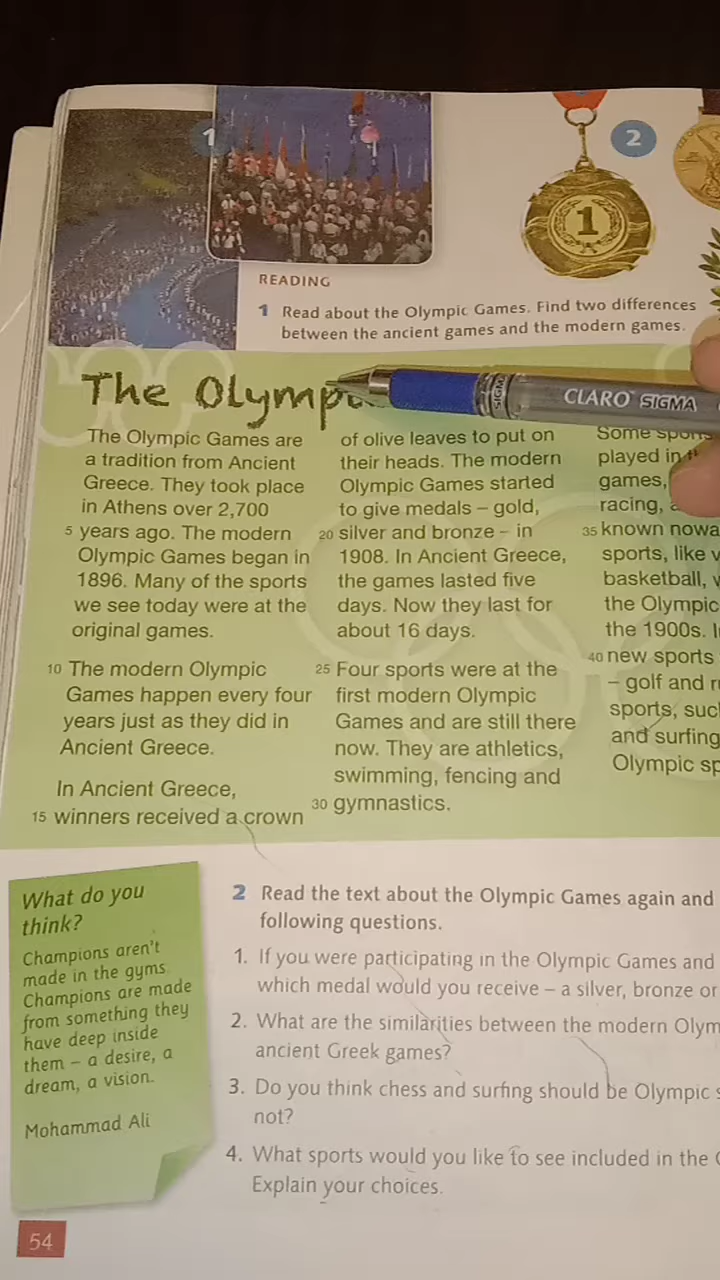 1
2
1
READING
1 Read about the Olympic Games. Find two differences
between the ancient games and the modern games.
The
CLARO SIGMA
SIGMA
The Olympic Games are
a tradition from Ancient
Greece. They took place
in Athens over 2,700
5 years ago. The modern
Olympic Games began in
1896. Many of the sports
we see today were at the
original games.
10 The modern Olympic
Games happen every four
years just as they did in
Ancient Greece.
In Ancient Greece,
15 winners received a crown
of olive leaves to put on
their heads. The modern
Olympic Games started
to give medals – gold,
20 silver and bronze – in
1908. In Ancient Greece,
the games lasted five
days. Now they last for
about 16 days.
25 Four sports were at the
first modern Olympic
Games and are still there
now. They are athletics,
swimming, fencing and
30 gymnastics.
Some
played in
games,
racing,
35 known
sports, like
basketball,
the Olympic
the 1900s.
40 new sports
– golf and
sports,
and surfing
Olympic
What do you
think?
Champions aren't
made in the gyms.
Champions are made
from something they
have deep inside
them – a desire, a
dream, a vision.
Mohammad Ali
2 Read the text about the Olympic Games again and
following questions.
1. If you were participating in the Olympic Games and
which medal would you receive – a silver, bronze or
2. What are the similarities between the modern
ancient Greek games?
3. Do you think chess and surfing should be Olympic
not?
4. What sports would you like to see included in the
Explain your choices.
54